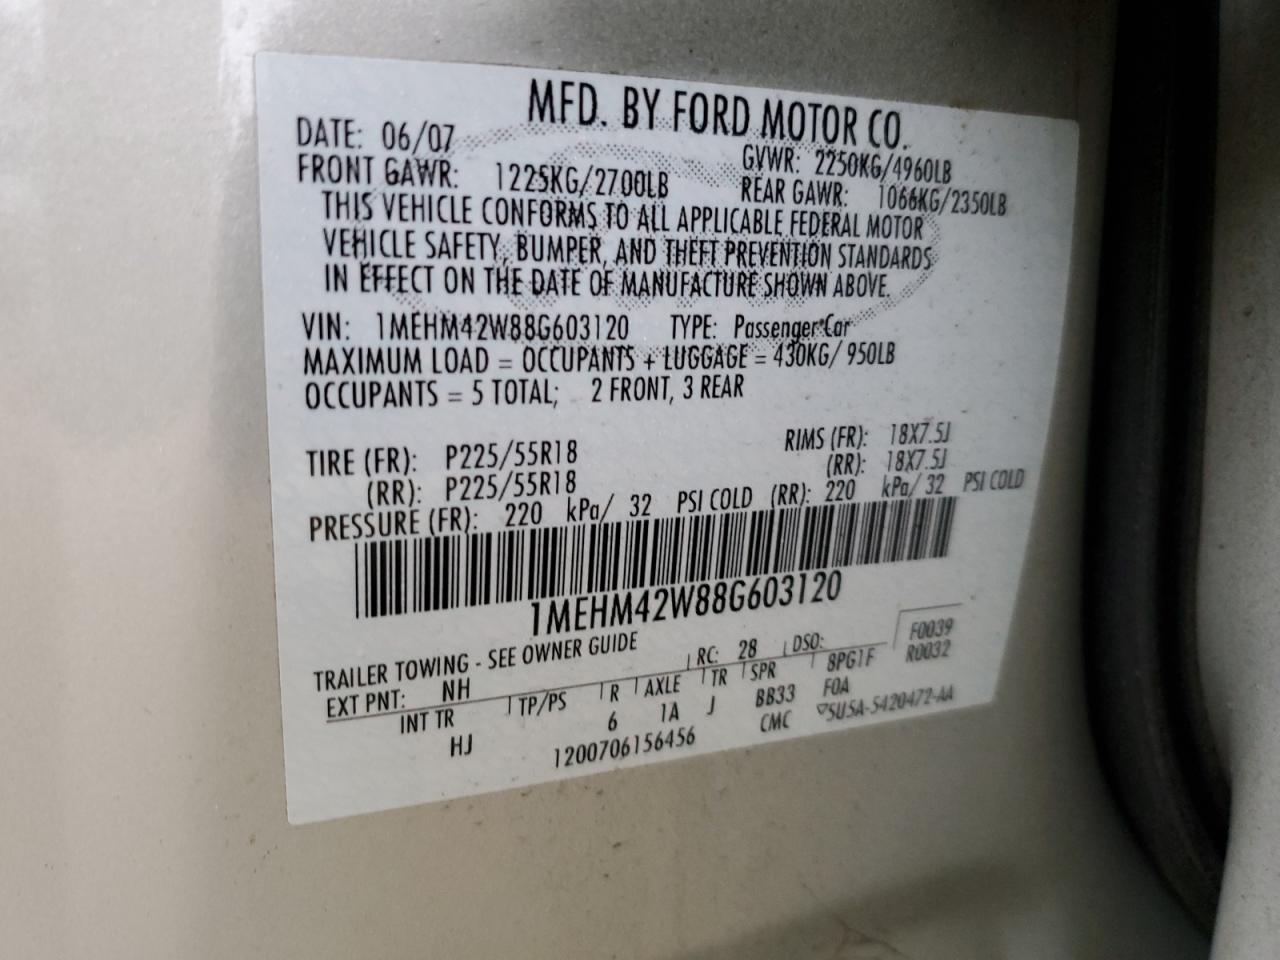 MFD. BY FORD MOTOR CO.
DATE: 06/07 GVWR: 2250KG/4960LB
FRONT GAWR: 1225KG/2700LB REAR GAWR: 1066KG/2350LB
THIS VEHICLE CONFORMS TO ALL APPLICABLE FEDERAL MOTOR
VEHICLE SAFETY, BUMPER, AND THEFT PREVENTION STANDARDS
IN EFFECT ON THE DATE OF MANUFACTURE SHOWN ABOVE.
VIN: 1MEHM42W88G603120 TYPE: Passenger Car
MAXIMUM LOAD = OCCUPANTS + LUGGAGE = 430KG/ 950LB
OCCUPANTS = 5 TOTAL; 2 FRONT, 3 REAR
TIRE (FR): P225/55R18 RIMS (FR): 18X7.5J
(RR): P225/55R18 (RR): 18X7.5J
PRESSURE (FR): 220 kPa/ 32 PSI COLD (RR): 220 kPa/ 32 PSI COLD
1MEHM42W88G603120
TRAILER TOWING - SEE OWNER GUIDE
EXT PNT: NH RC: 28 DSO: F0039
INT TR TP/PS R AXLE TR SPR 8PG1F R0032
HJ 6 1A J BB33 FOA
1200706156456 CMC ▽5U5A-5420472-AA